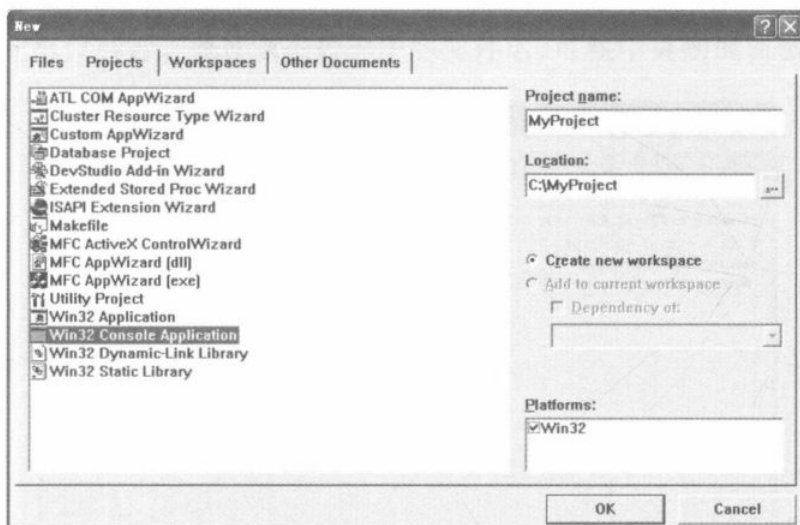 New
Files Projects Workspaces Other Documents
ATL COM AppWizard
Cluster Resource Type Wizard
Custom AppWizard
Database Project
DevStudio Add-in Wizard
Extended Stored Proc Wizard
ISAPI Extension Wizard
Makefile
MFC ActiveX ControlWizard
MFC AppWizard (dll)
MFC AppWizard (exe)
Utility Project
Win32 Application
Win32 Console Application
Win32 Dynamic-Link Library
Win32 Static Library
Project name:
MyProject
Location:
C:\MyProject
...
Create new workspace
Add to current workspace
Dependency of:
Platforms:
Win32
OK Cancel